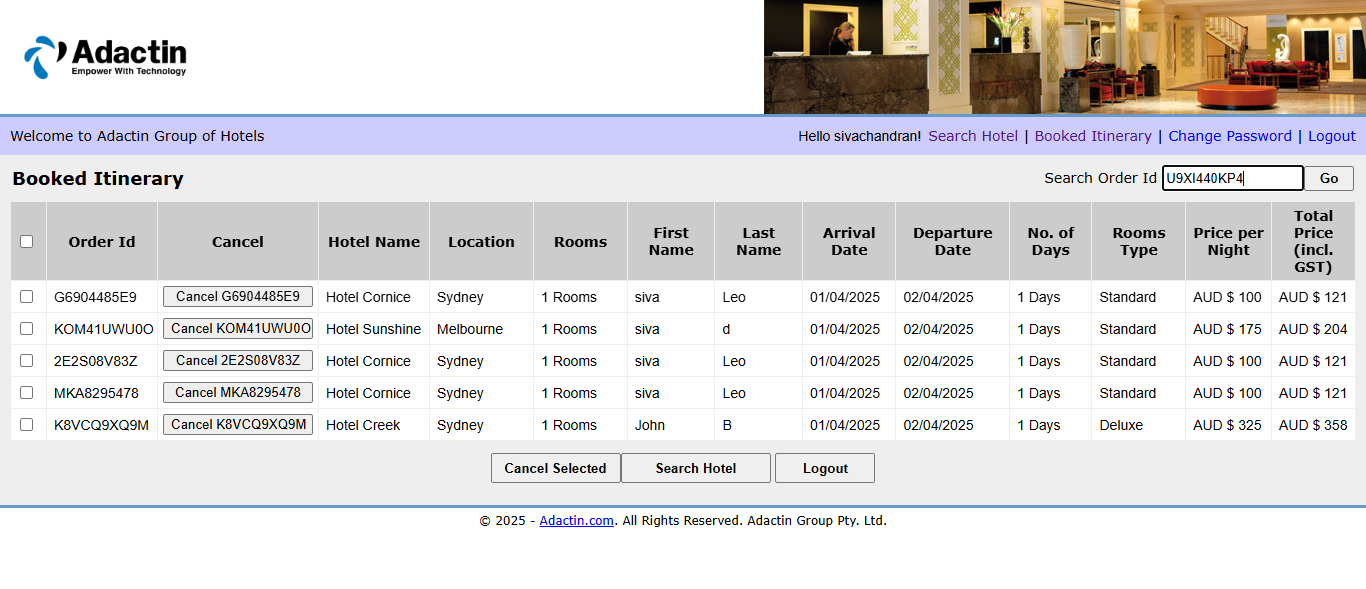 Adactin
Empower With Technology
Welcome to Adactin Group of Hotels
Hello sivachandran! Search Hotel | Booked Itinerary | Change Password | Logout
Booked Itinerary
Search Order Id U9XI440KP4 Go
Order Id Cancel Hotel Name Location Rooms First Name Last Name Arrival Date Departure Date No. of Days Rooms Type Price per Night Total Price (incl. GST)
G6904485E9 Cancel G6904485E9 Hotel Cornice Sydney 1 Rooms siva Leo 01/04/2025 02/04/2025 1 Days Standard AUD $ 100 AUD $ 121
KOM41UWU0O Cancel KOM41UWU0O Hotel Sunshine Melbourne 1 Rooms siva d 01/04/2025 02/04/2025 1 Days Standard AUD $ 175 AUD $ 204
2E2S08V83Z Cancel 2E2S08V83Z Hotel Cornice Sydney 1 Rooms siva Leo 01/04/2025 02/04/2025 1 Days Standard AUD $ 100 AUD $ 121
MKA8295478 Cancel MKA8295478 Hotel Cornice Sydney 1 Rooms siva Leo 01/04/2025 02/04/2025 1 Days Standard AUD $ 100 AUD $ 121
K8VCQ9XQ9M Cancel K8VCQ9XQ9M Hotel Creek Sydney 1 Rooms John B 01/04/2025 02/04/2025 1 Days Deluxe AUD $ 325 AUD $ 358
Cancel Selected Search Hotel Logout
© 2025 - Adactin.com. All Rights Reserved. Adactin Group Pty. Ltd.